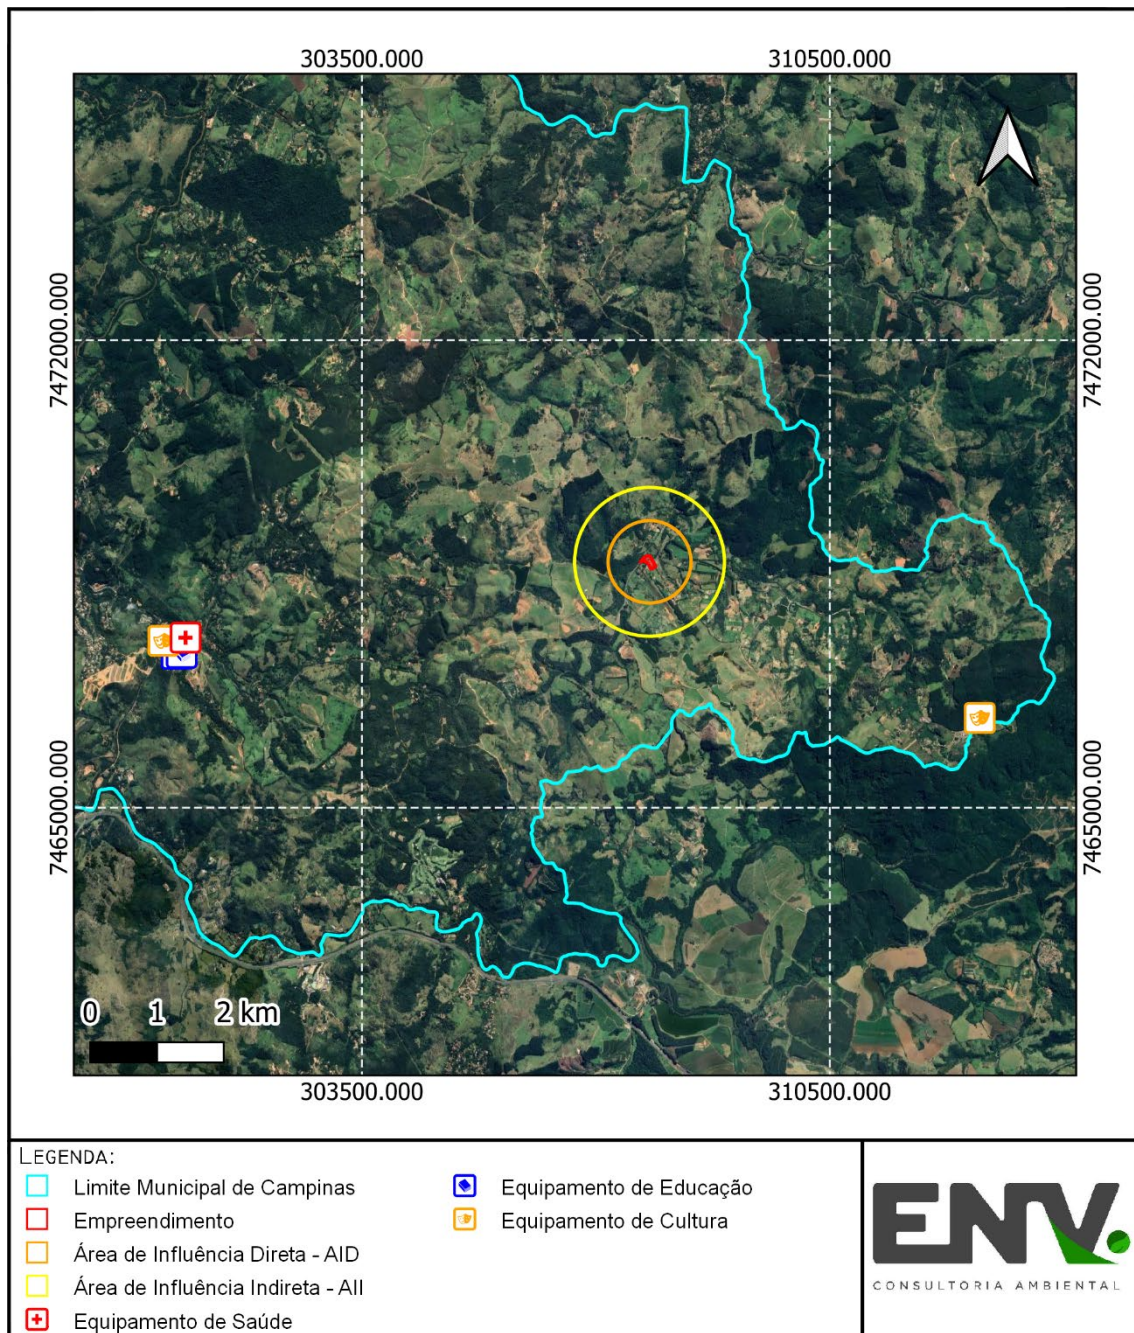 303500.000 310500.000
7472000.000 7472000.000
7465000.000 7465000.000
0 1 2 km
303500.000 310500.000
LEGENDA:
Limite Municipal de Campinas
Empreendimento
Área de Influência Direta - AID
Área de Influência Indireta - AII
Equipamento de Saúde
Equipamento de Educação
Equipamento de Cultura
ENV.
CONSULTORIA AMBIENTAL